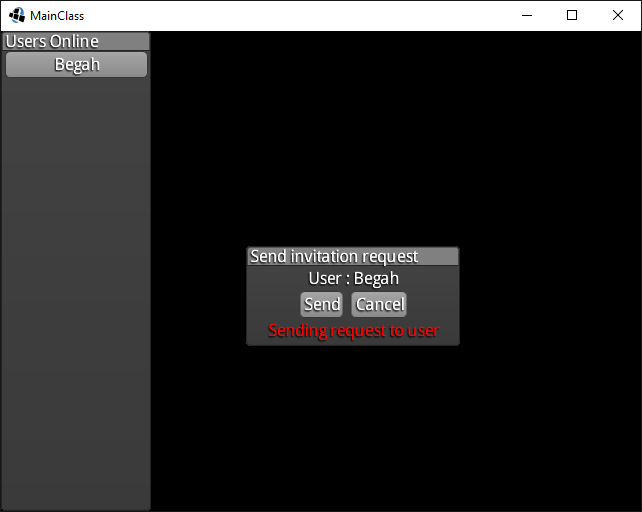 MainClass
Users Online
Begah
Send invitation request
User : Begah
Send Cancel
Sending request to user